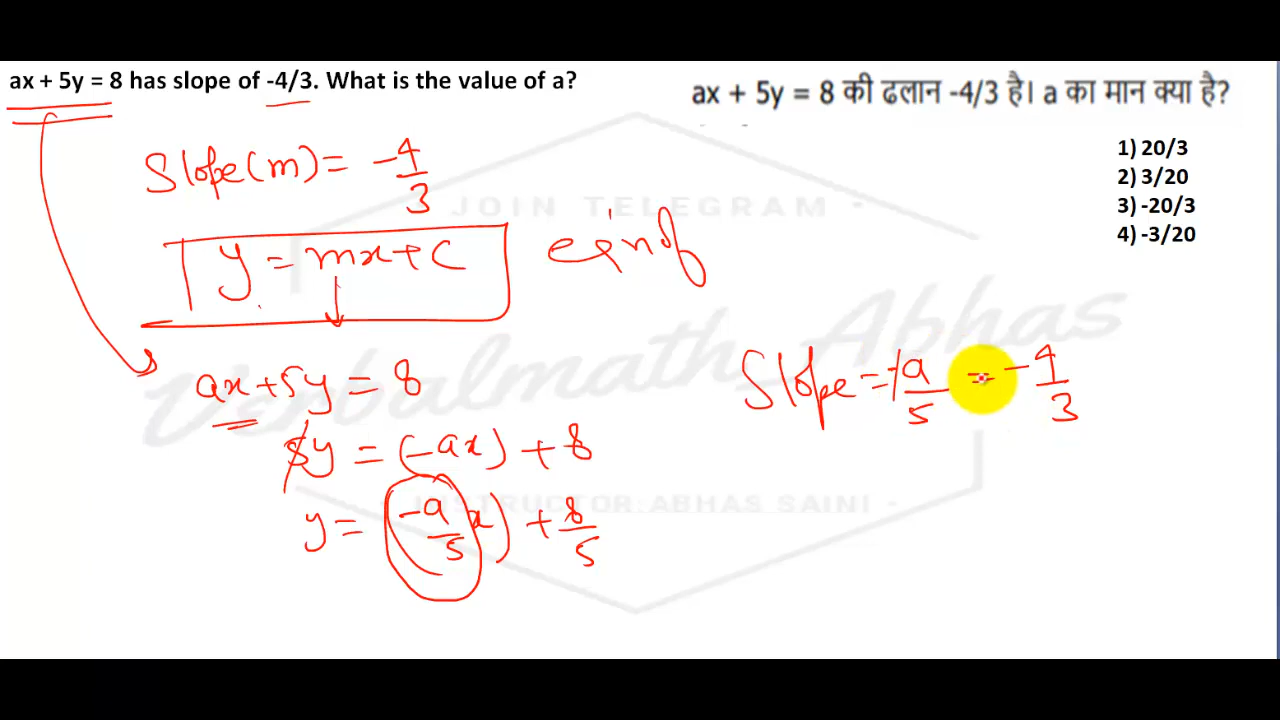 ax + 5y = 8 has slope of -4/3. What is the value of a?
ax + 5y = 8 की ढलान -4/3 है। a का मान क्या है?
1) 20/3
2) 3/20
3) -20/3
4) -3/20
Slope(m) = -4/3
- JOIN TELEGRAM -
y = mx + c
ax + 5y = 8
5y = (-ax) + 8
y = (-a/5 x) + 8/5
Slope = -a/5 = -4/3
Verbalmath Abhas
- INSTRUCTOR: ABHAS SAINI -